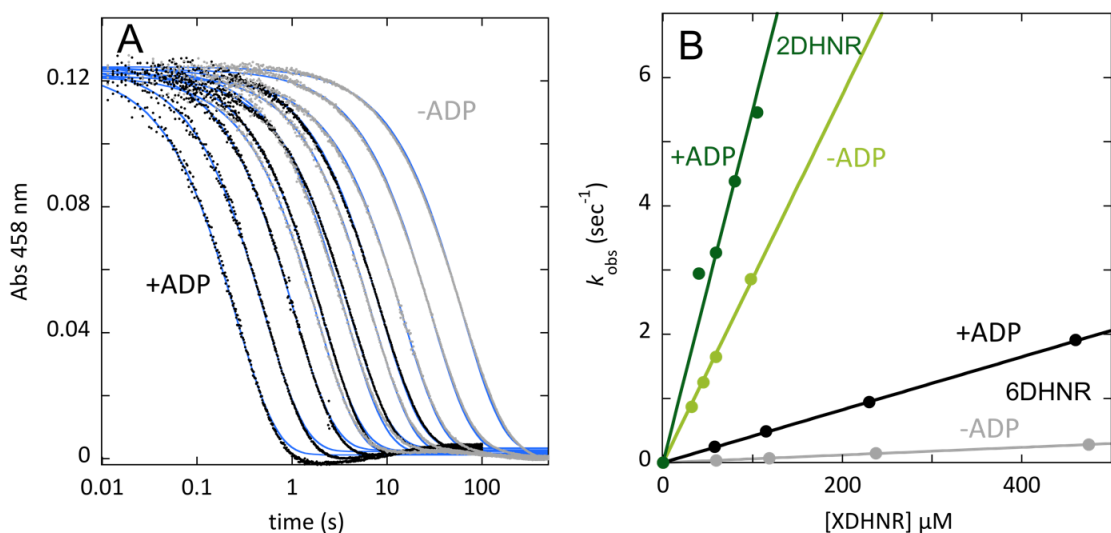 A
0.12
0.08
0.04
0
Abs 458 nm
-ADP
+ADP
0.01
0.1
1
10
100
time (s)
B
6
4
2
0
k obs (sec⁻¹)
2DHNR
+ADP
-ADP
+ADP
6DHNR
-ADP
0
200
400
[XDHNR] µM